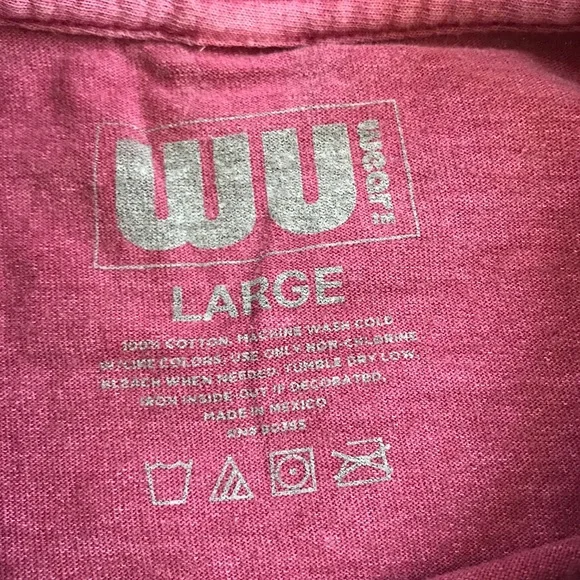 WU wear™
LARGE
100% COTTON. MACHINE WASH COLD
W/LIKE COLORS. USE ONLY NON-CHLORINE
BLEACH WHEN NEEDED. TUMBLE DRY LOW.
IRON INSIDE OUT IF DECORATED.
MADE IN MEXICO